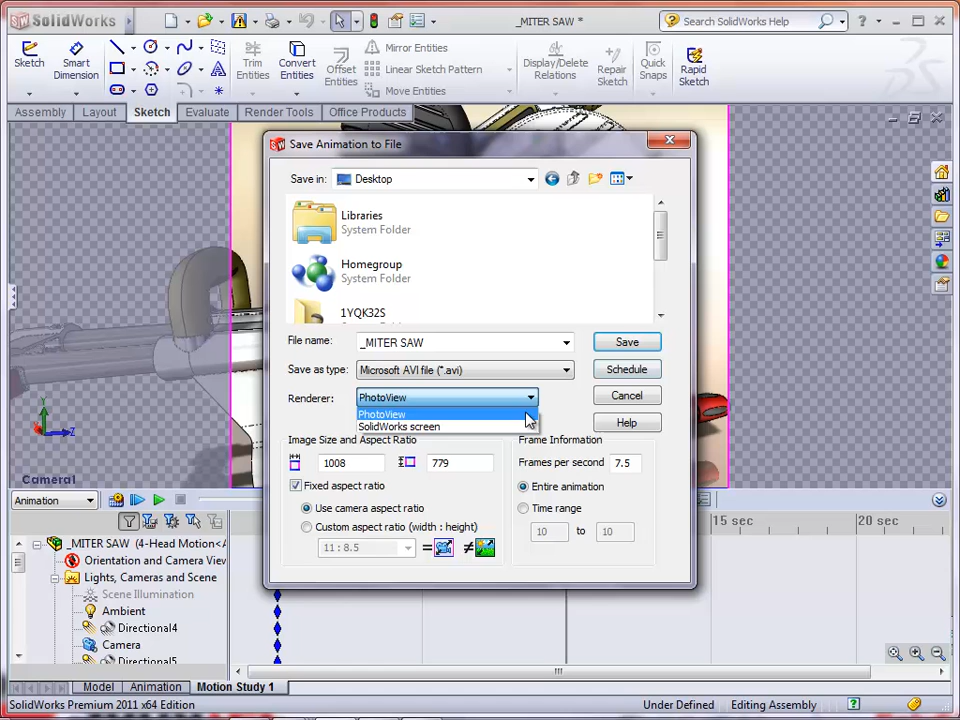 SolidWorks
_MITER SAW *
Search SolidWorks Help
Sketch
Smart Dimension
Trim Entities
Convert Entities
Offset Entities
Mirror Entities
Linear Sketch Pattern
Move Entities
Display/Delete Relations
Repair Sketch
Quick Snaps
Rapid Sketch
Assembly
Layout
Sketch
Evaluate
Render Tools
Office Products
Save Animation to File
Save in:
Desktop
Libraries
System Folder
Homegroup
System Folder
1YQK32S
File name:
_MITER SAW
Save
Save as type:
Microsoft AVI file (*.avi)
Schedule
Renderer:
PhotoView
Cancel
PhotoView
SolidWorks screen
Help
Image Size and Aspect Ratio
1008
779
Fixed aspect ratio
Use camera aspect ratio
Custom aspect ratio (width : height)
11 : 8.5
=
≠
Frame Information
Frames per second
7.5
Entire animation
Time range
10
to
10
Y
Z
Camera1
Animation
15 sec
20 sec
_MITER SAW (4-Head Motion<A
Orientation and Camera View
Lights, Cameras and Scene
Scene Illumination
Ambient
Directional4
Camera
Directional5
Model
Animation
Motion Study 1
SolidWorks Premium 2011 x64 Edition
Under Defined
Editing Assembly